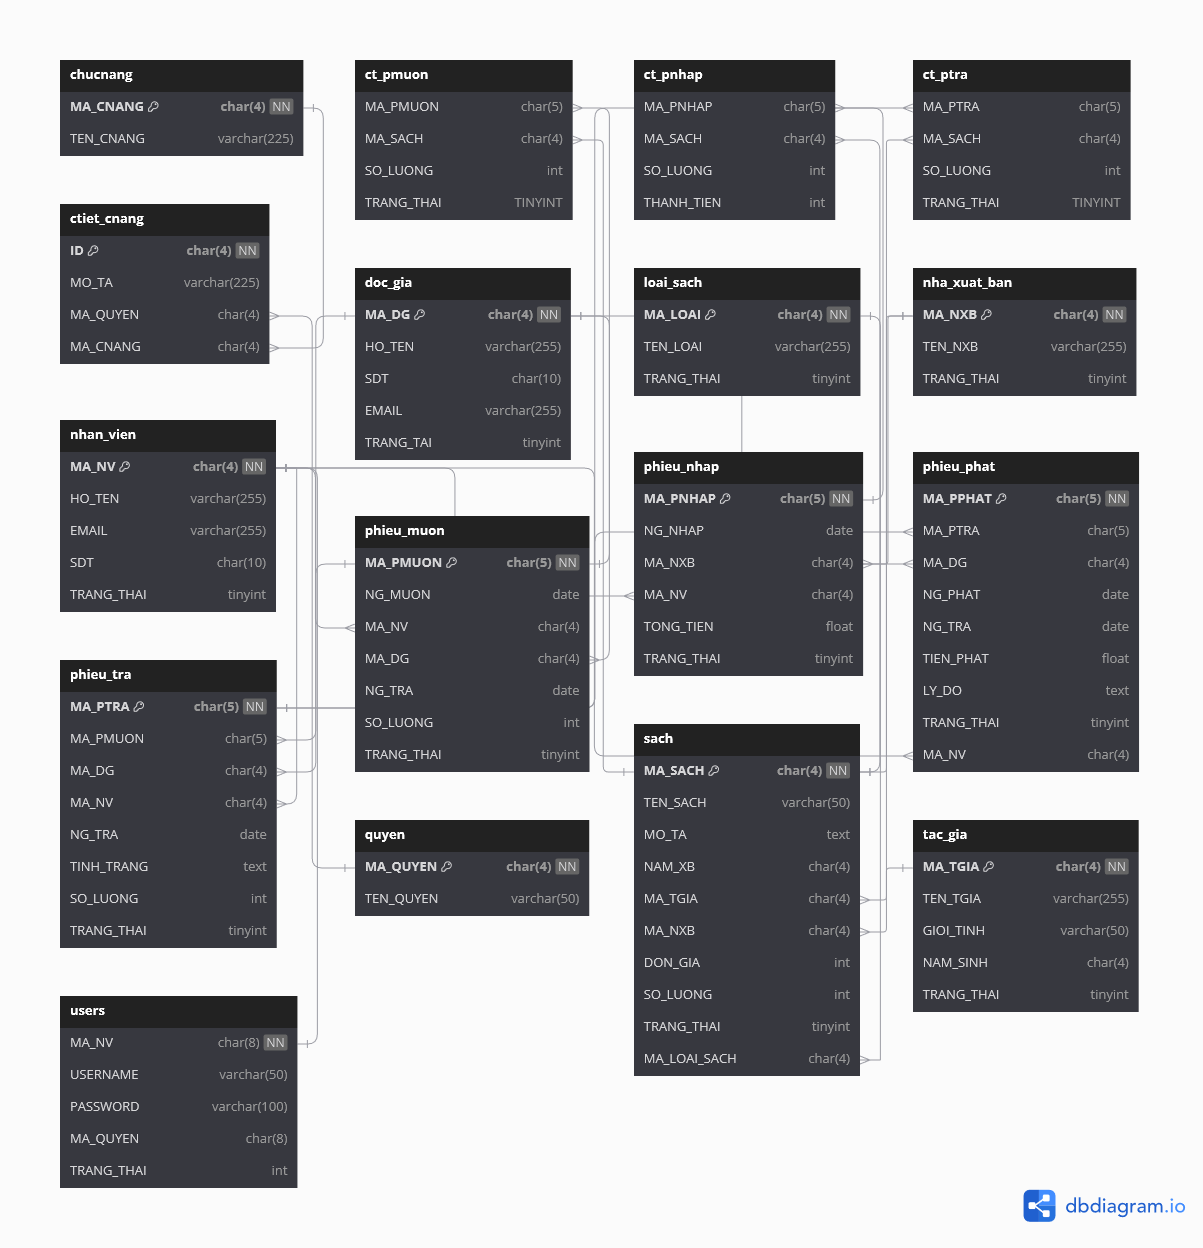 chucnang
MA_CNANG char(4) NN
TEN_CNANG varchar(225)
ctiet_cnang
ID char(4) NN
MO_TA varchar(225)
MA_QUYEN char(4)
MA_CNANG char(4)
nhan_vien
MA_NV char(4) NN
HO_TEN varchar(255)
EMAIL varchar(255)
SDT char(10)
TRANG_THAI tinyint
phieu_tra
MA_PTRA char(5) NN
MA_PMUON char(5)
MA_DG char(4)
MA_NV char(4)
NG_TRA date
TINH_TRANG text
SO_LUONG int
TRANG_THAI tinyint
users
MA_NV char(8) NN
USERNAME varchar(50)
PASSWORD varchar(100)
MA_QUYEN char(8)
TRANG_THAI int
ct_pmuon
MA_PMUON char(5)
MA_SACH char(4)
SO_LUONG int
TRANG_THAI TINYINT
doc_gia
MA_DG char(4) NN
HO_TEN varchar(255)
SDT char(10)
EMAIL varchar(255)
TRANG_TAI tinyint
phieu_muon
MA_PMUON char(5) NN
NG_MUON date
MA_NV char(4)
MA_DG char(4)
NG_TRA date
SO_LUONG int
TRANG_THAI tinyint
quyen
MA_QUYEN char(4) NN
TEN_QUYEN varchar(50)
ct_pnhap
MA_PNHAP char(5)
MA_SACH char(4)
SO_LUONG int
THANH_TIEN int
loai_sach
MA_LOAI char(4) NN
TEN_LOAI varchar(255)
TRANG_THAI tinyint
phieu_nhap
MA_PNHAP char(5) NN
NG_NHAP date
MA_NXB char(4)
MA_NV char(4)
TONG_TIEN float
TRANG_THAI tinyint
sach
MA_SACH char(4) NN
TEN_SACH varchar(50)
MO_TA text
NAM_XB char(4)
MA_TGIA char(4)
MA_NXB char(4)
DON_GIA int
SO_LUONG int
TRANG_THAI tinyint
MA_LOAI_SACH char(4)
ct_ptra
MA_PTRA char(5)
MA_SACH char(4)
SO_LUONG int
TRANG_THAI TINYINT
nha_xuat_ban
MA_NXB char(4) NN
TEN_NXB varchar(255)
TRANG_THAI tinyint
phieu_phat
MA_PPHAT char(5) NN
MA_PTRA char(5)
MA_DG char(4)
NG_PHAT date
NG_TRA date
TIEN_PHAT float
LY_DO text
TRANG_THAI tinyint
MA_NV char(4)
tac_gia
MA_TGIA char(4) NN
TEN_TGIA varchar(255)
GIOI_TINH varchar(50)
NAM_SINH char(4)
TRANG_THAI tinyint
dbdiagram.io